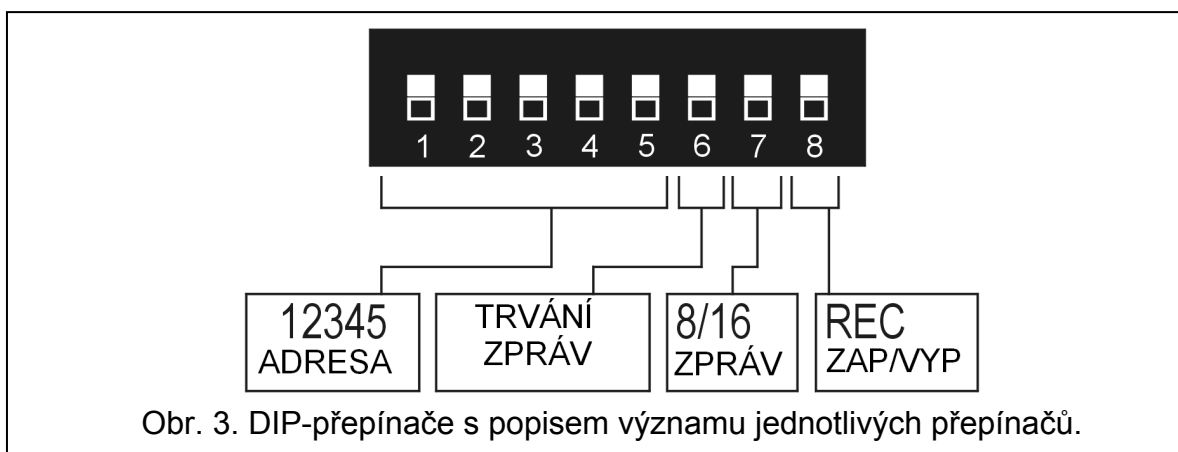 1 2 3 4 5 6 7 8
12345
ADRESA
TRVÁNÍ
ZPRÁV
8/16
ZPRÁV
REC
ZAP/VYP
Obr. 3. DIP-přepínače s popisem významu jednotlivých přepínačů.